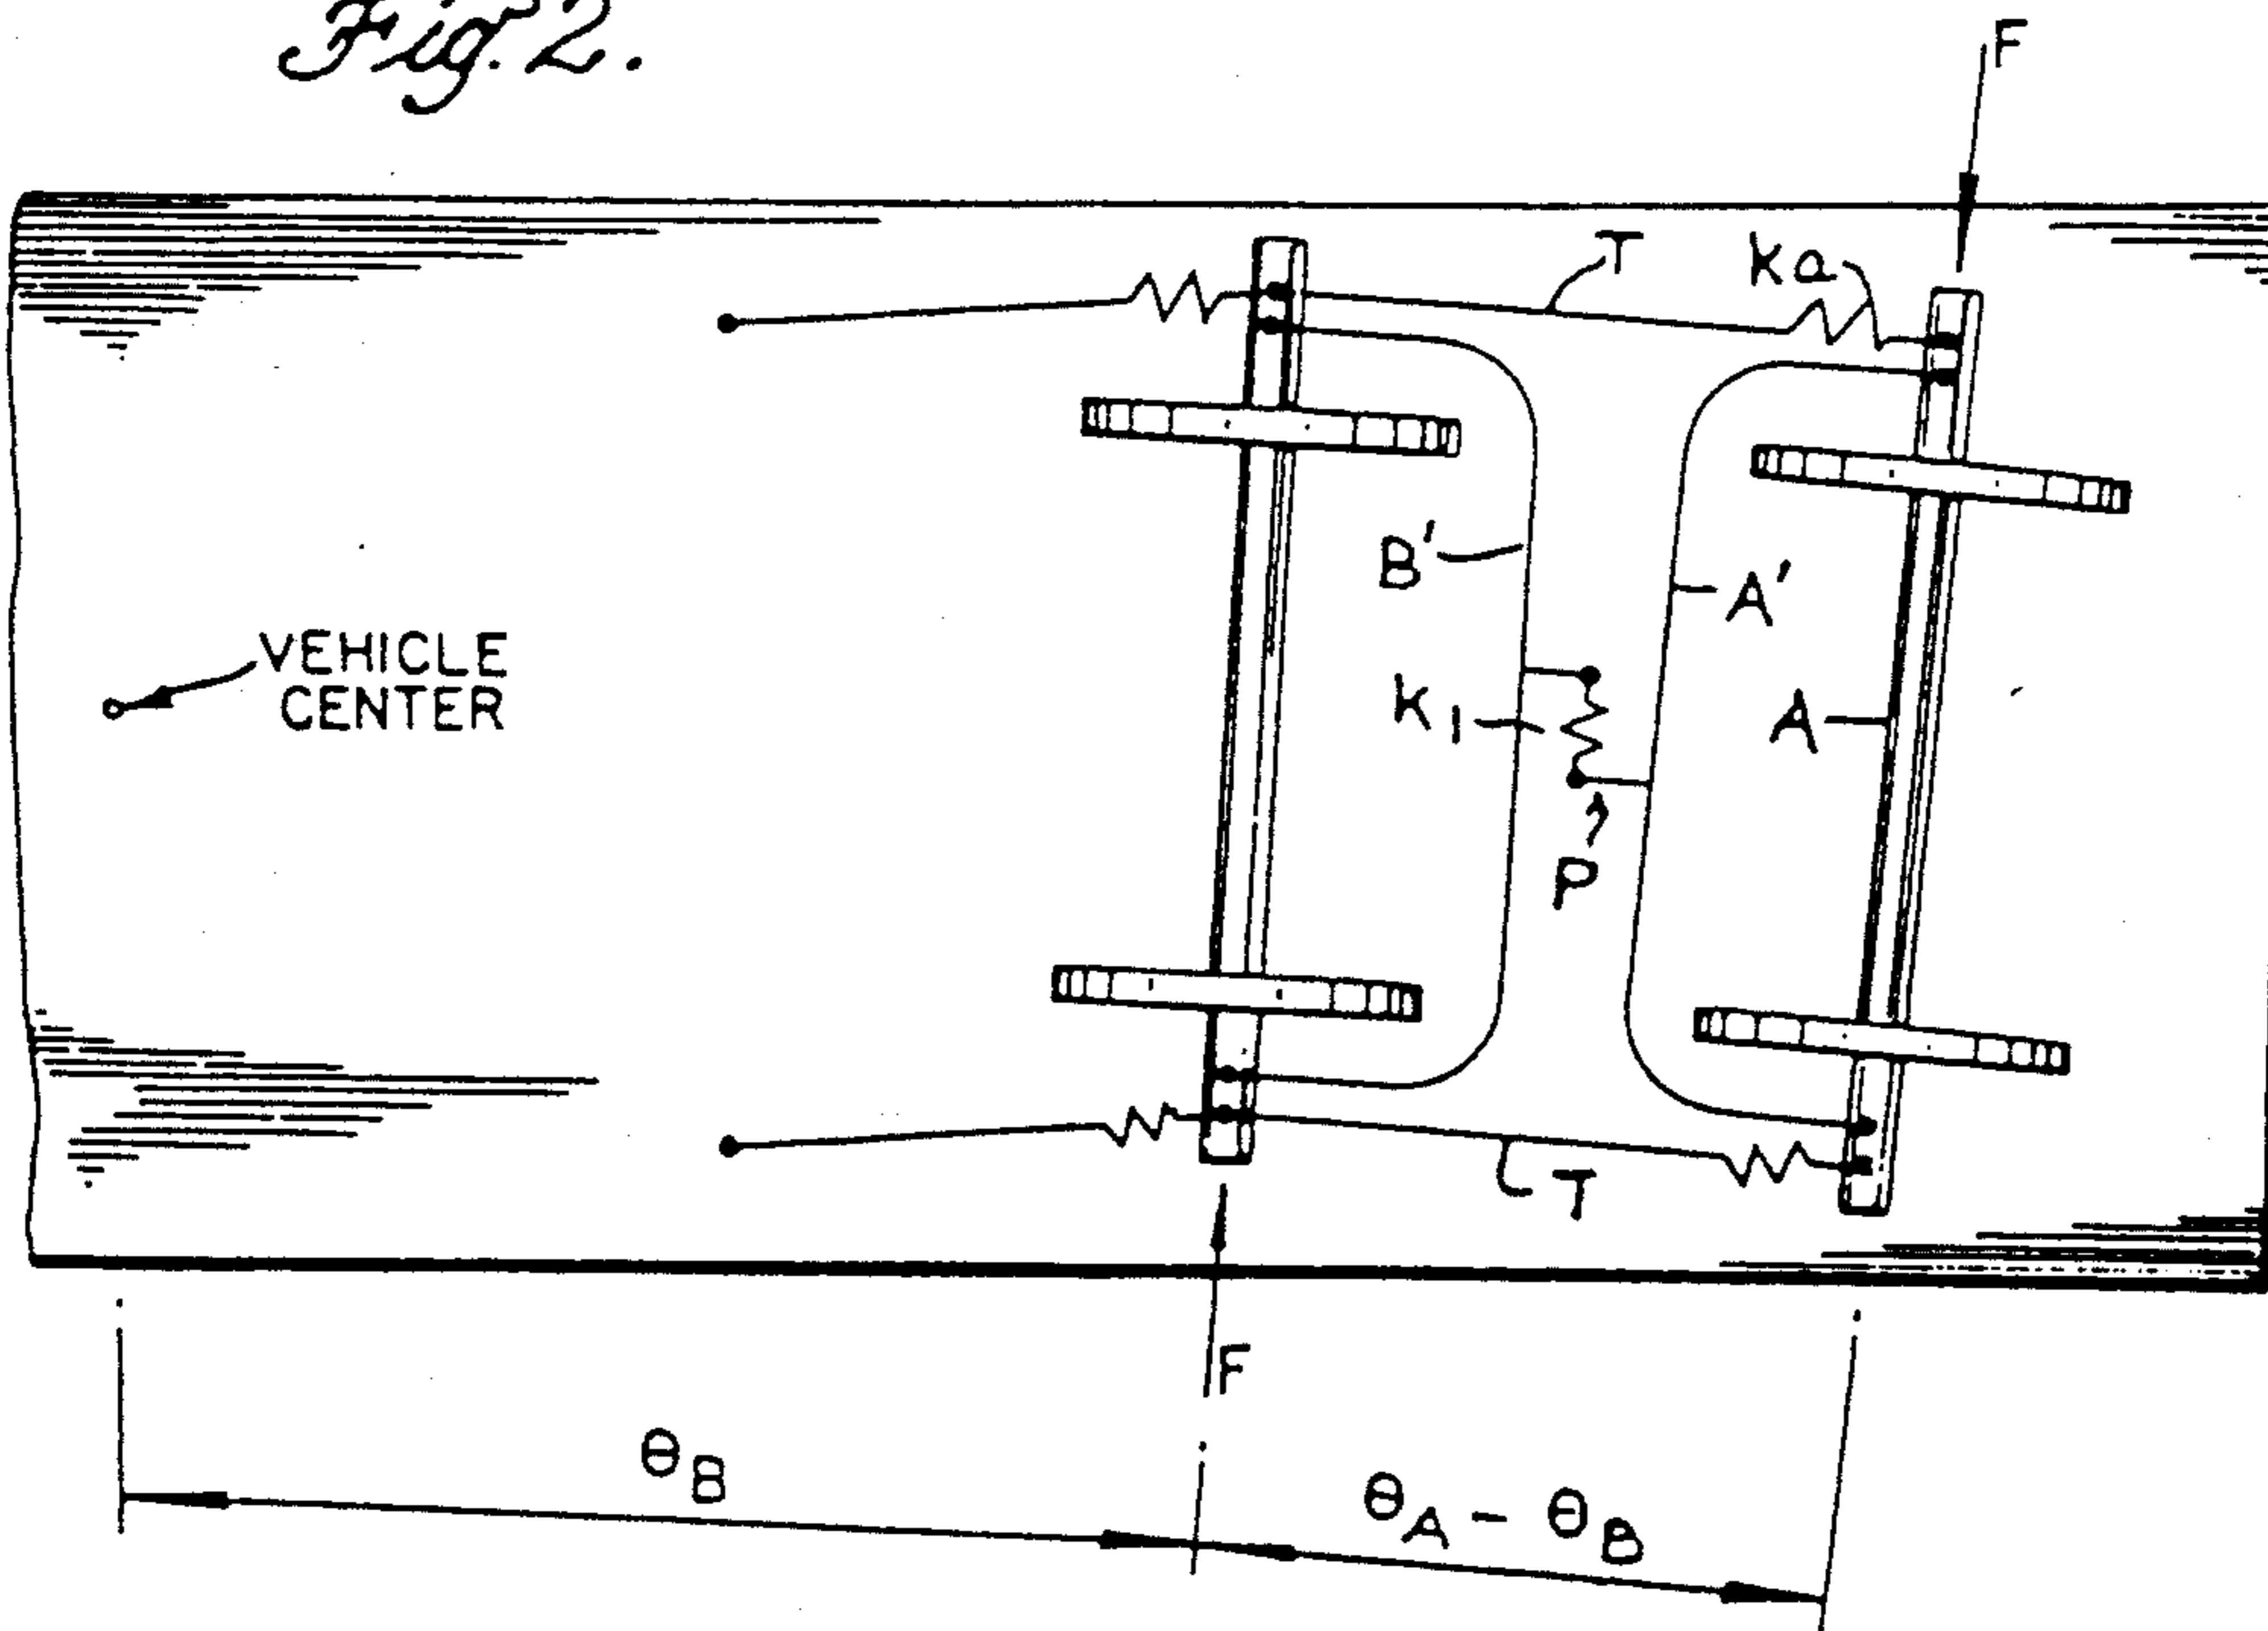 Fig. 2.
F
T
Ka
B'
A'
VEHICLE
CENTER
K1
A
P
T
F
θB
θA - θB